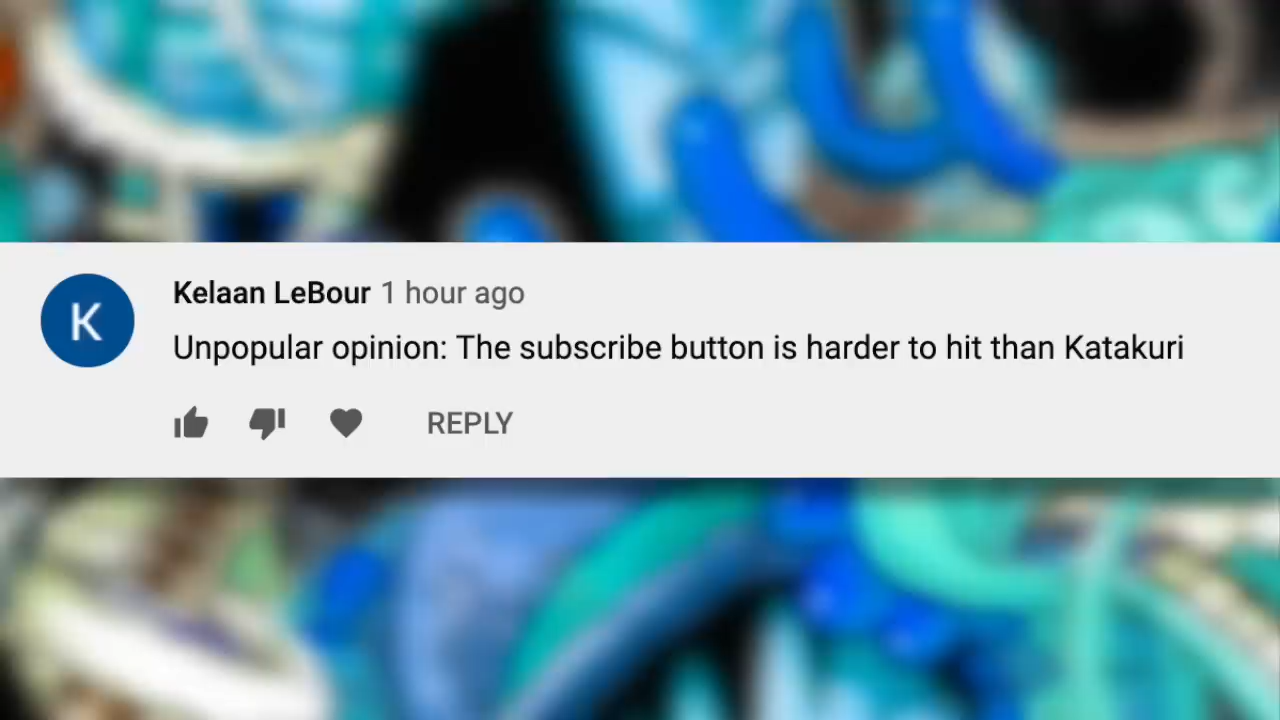 K
Kelaan LeBour 1 hour ago
Unpopular opinion: The subscribe button is harder to hit than Katakuri
REPLY